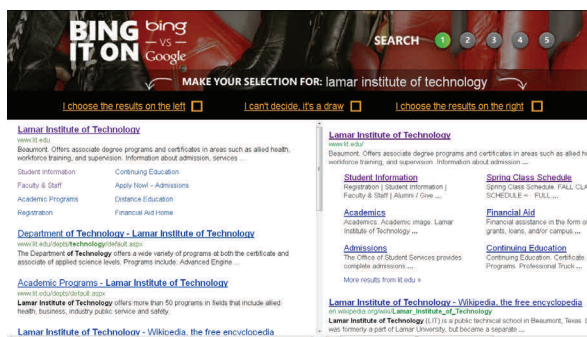 BING IT ON
bing
VS
Google
SEARCH 1 2 3 4 5
MAKE YOUR SELECTION FOR: lamar institute of technology
I choose the results on the left
I can't decide, it's a draw
I choose the results on the right
Lamar Institute of Technology
www.lit.edu
Beaumont. Offers associate degree programs and certificates in areas such as allied health,
workforce training, and supervision. Information about admission, services ...
Student Information
Continuing Education
Faculty & Staff
Apply Now! - Admissions
Academic Programs
Distance Education
Registration
Financial Aid Home
Department of Technology - Lamar Institute of Technology
www.lit.edu/depts/technology/default.aspx
The Department of Technology offers a wide variety of programs at both the certificate and
associate of applied science levels. Programs include: Advanced Engine ...
Academic Programs - Lamar Institute of Technology
www.lit.edu/depts/default.aspx
Lamar Institute of Technology offers more than 50 programs in fields that include allied
health, business, industry public service and safety.
Lamar Institute of Technology - Wikipedia, the free encyclopedia
Lamar Institute of Technology
www.lit.edu/
Beaumont. Offers associate degree programs and certificates in areas such as allied he
workforce training, and supervision. Information about admission ...
Student Information
Registration | Student Information |
Faculty & Staff | Alumni / Give ...
Spring Class Schedule
Spring Class Schedule. FALL CLA
SCHEDULE ~ FULL ...
Academics
Academics. Academic image. Lamar
Institute of Technology ...
Financial Aid
Financial assistance in the form of
grants, loans, and/or campus ...
Admissions
The Office of Student Services provides
complete admissions ...
Continuing Education
Continuing Education. Certificate.
Programs. Professional Truck ...
More results from lit.edu »
Lamar Institute of Technology - Wikipedia, the free encyclopedia
en.wikipedia.org/wiki/Lamar_Institute_of_Technology
Lamar Institute of Technology (LIT) is a public technical school in Beaumont, Texas. L
was formerly a part of Lamar University, but became a separate ...